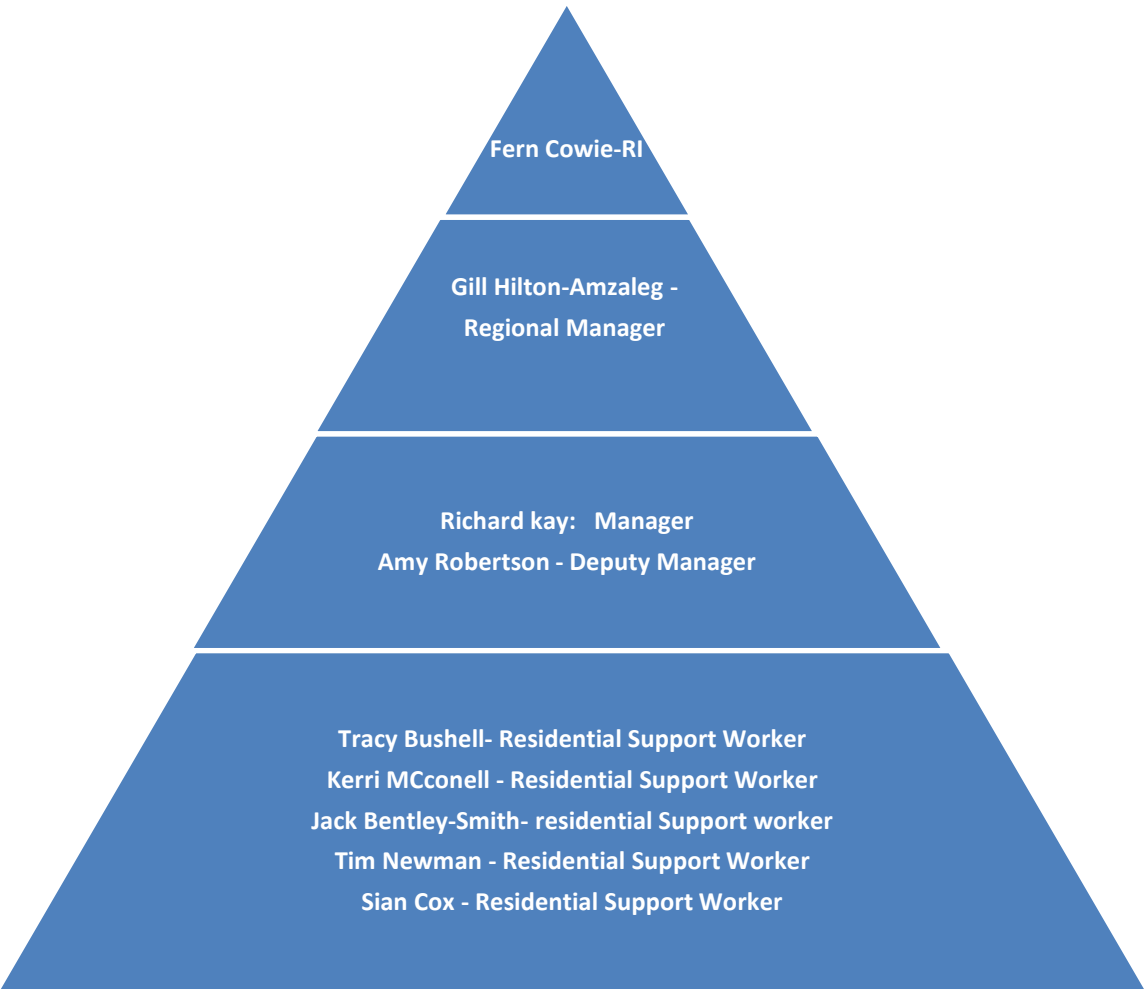 Fern Cowie-RI
Gill Hilton-Amzaleg -
Regional Manager
Richard kay:   Manager
Amy Robertson - Deputy Manager
Tracy Bushell- Residential Support Worker
Kerri MCconell - Residential Support Worker
Jack Bentley-Smith- residential Support worker
Tim Newman - Residential Support Worker
Sian Cox - Residential Support Worker